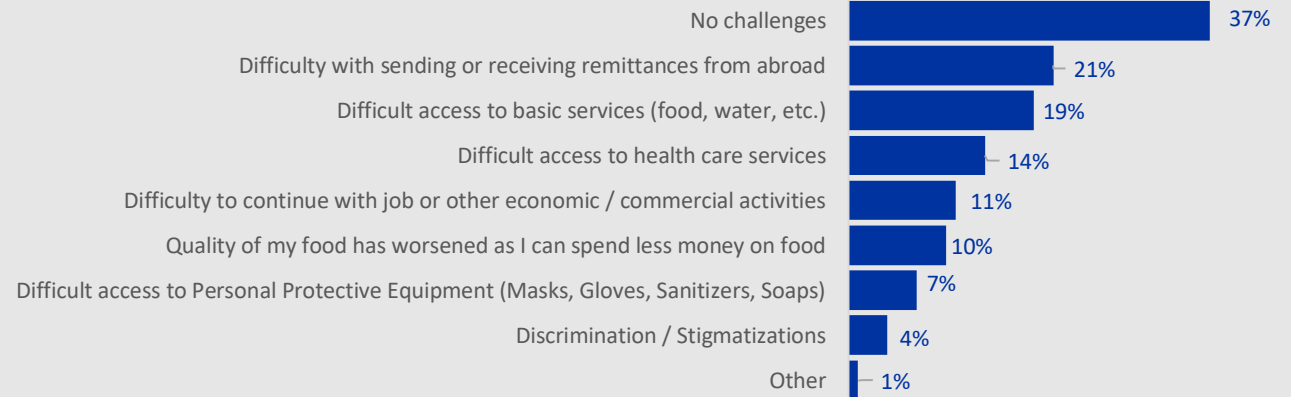 No challenges 37%
Difficulty with sending or receiving remittances from abroad 21%
Difficult access to basic services (food, water, etc.) 19%
Difficult access to health care services 14%
Difficulty to continue with job or other economic / commercial activities 11%
Quality of my food has worsened as I can spend less money on food 10%
Difficult access to Personal Protective Equipment (Masks, Gloves, Sanitizers, Soaps) 7%
Discrimination / Stigmatizations 4%
Other 1%